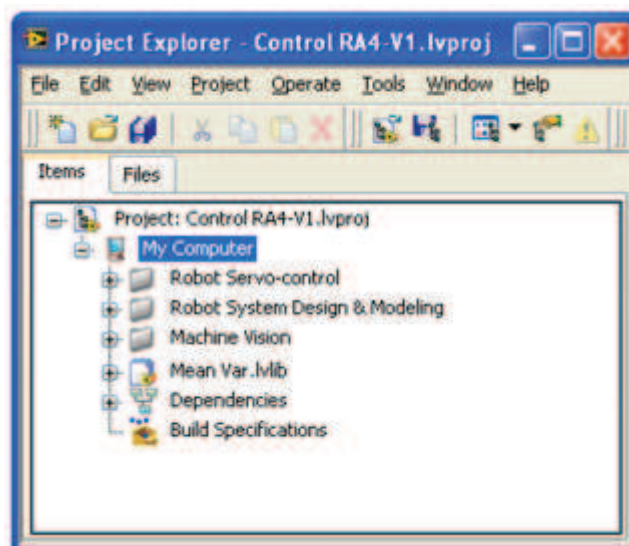 Project Explorer - Control RA4-V1.lvproj
File Edit View Project Operate Tools Window Help
Items Files
Project: Control RA4-V1.lvproj
My Computer
Robot Servo-control
Robot System Design & Modeling
Machine Vision
Mean Var.lvlib
Dependencies
Build Specifications